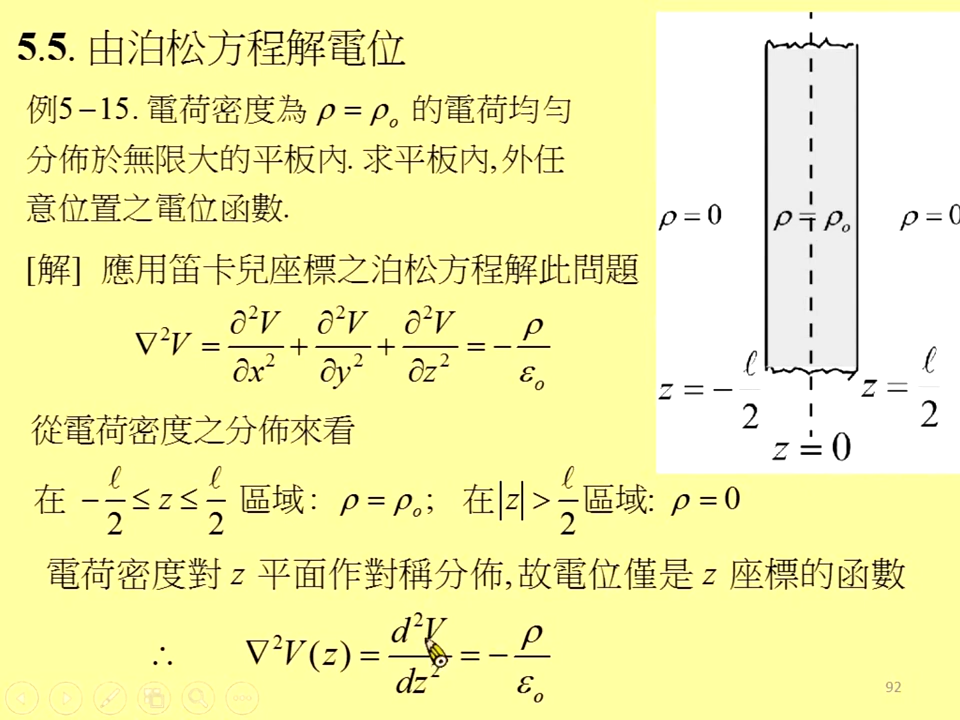 5.5. 由泊松方程解電位
例5－15. 電荷密度為 ρ = ρₒ 的電荷均勻
分佈於無限大的平板內. 求平板內,外任
意位置之電位函數.
[解] 應用笛卡兒座標之泊松方程解此問題
∇²V = ∂²V/∂x² + ∂²V/∂y² + ∂²V/∂z² = − ρ/εₒ
從電荷密度之分佈來看
在 −ℓ/2 ≤ z ≤ ℓ/2 區域: ρ = ρₒ; 在 |z| > ℓ/2 區域: ρ = 0
電荷密度對 z 平面作對稱分佈,故電位僅是 z 座標的函數
∴ ∇²V(z) = d²V/dz² = − ρ/εₒ
ρ = 0 ρ = ρₒ ρ = 0
z = −ℓ/2 z = ℓ/2
z = 0
92